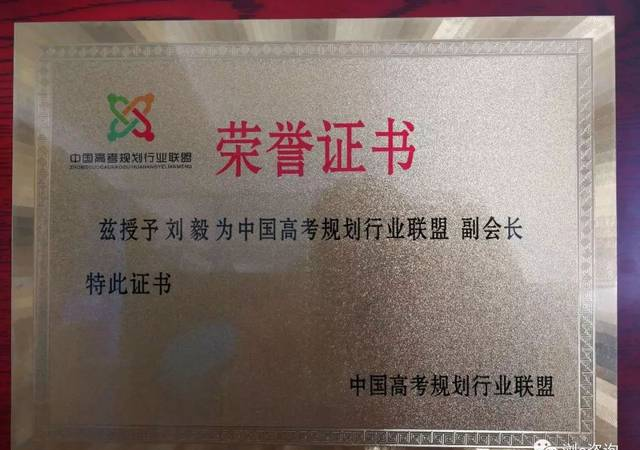 荣誉证书
中国高考规划行业联盟
ZHONGGUOGAOKAOGUIHUAHANGYELIANMENG
兹授予 刘 毅 为中国高考规划行业联盟 副会长
特此证书
中国高考规划行业联盟